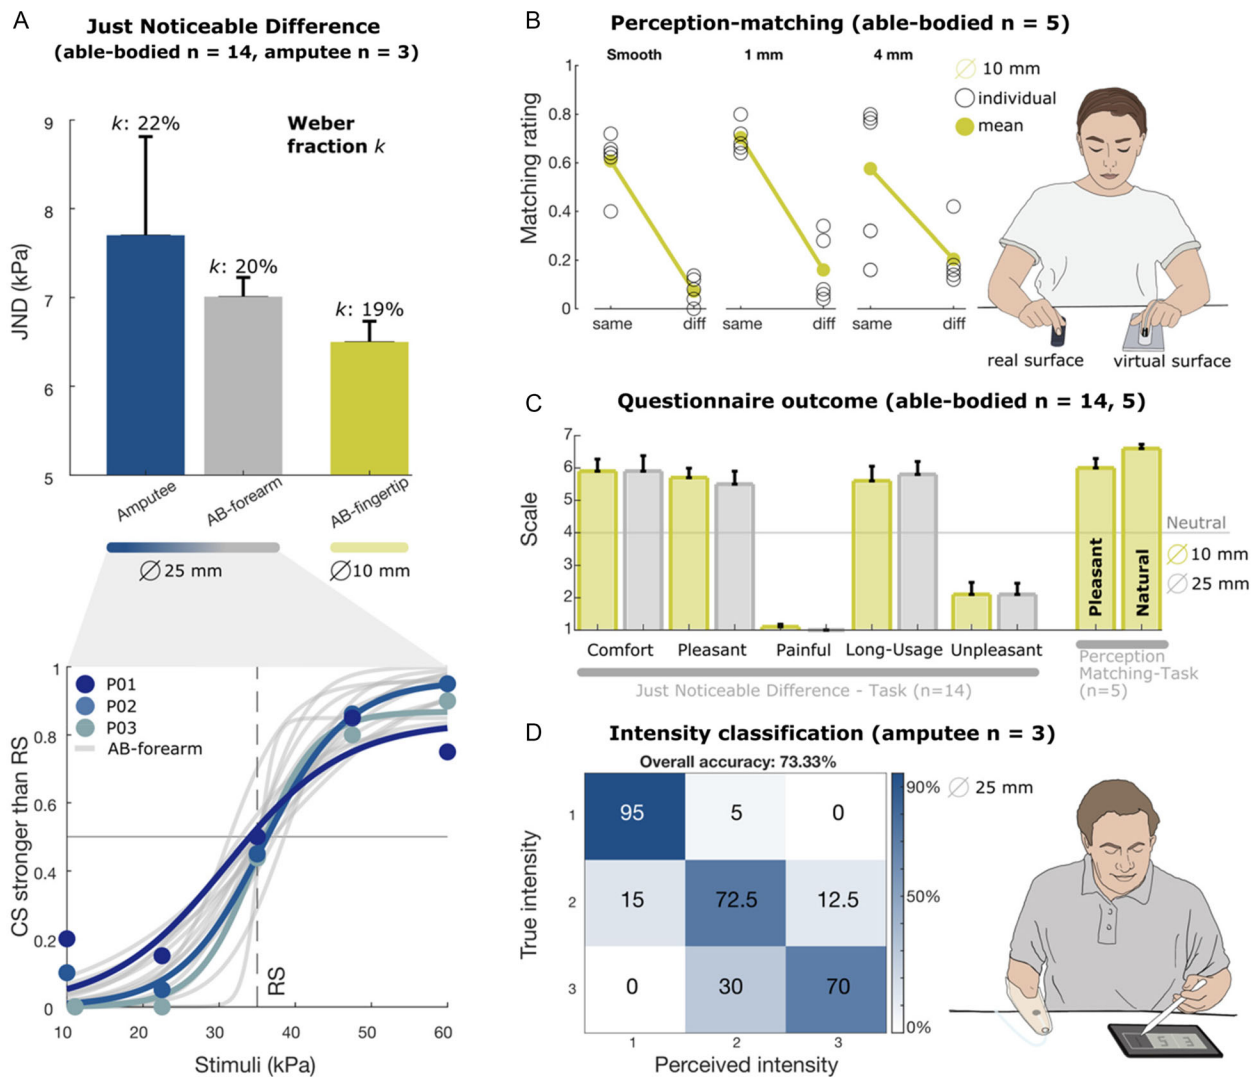 A
Just Noticeable Difference
(able-bodied n = 14, amputee n = 3)
9
8
7
6
5
JND (kPa)
k: 22%
k: 20%
k: 19%
Weber
fraction k
Amputee
AB-forearm
AB-fingertip
∅ 25 mm
∅10 mm
1
0.8
0.6
0.4
0.2
0
CS stronger than RS
P01
P02
P03
AB-forearm
RS
10
20
30
40
50
60
Stimuli (kPa)
B
Perception-matching (able-bodied n = 5)
Smooth
1 mm
4 mm
1
0.8
0.6
0.4
0.2
0
Matching rating
same
diff
same
diff
same
diff
∅ 10 mm
individual
mean
real surface
virtual surface
C
Questionnaire outcome (able-bodied n = 14, 5)
7
6
5
4
3
2
1
Scale
Comfort
Pleasant
Painful
Long-Usage
Unpleasant
Pleasant
Natural
Neutral
∅ 10 mm
∅ 25 mm
Just Noticeable Difference - Task (n=14)
Perception
Matching-Task
(n=5)
D
Intensity classification (amputee n = 3)
Overall accuracy: 73.33%
True intensity
1
95
5
0
2
15
72.5
12.5
3
0
30
70
1
2
3
Perceived intensity
90%
50%
0%
∅ 25 mm